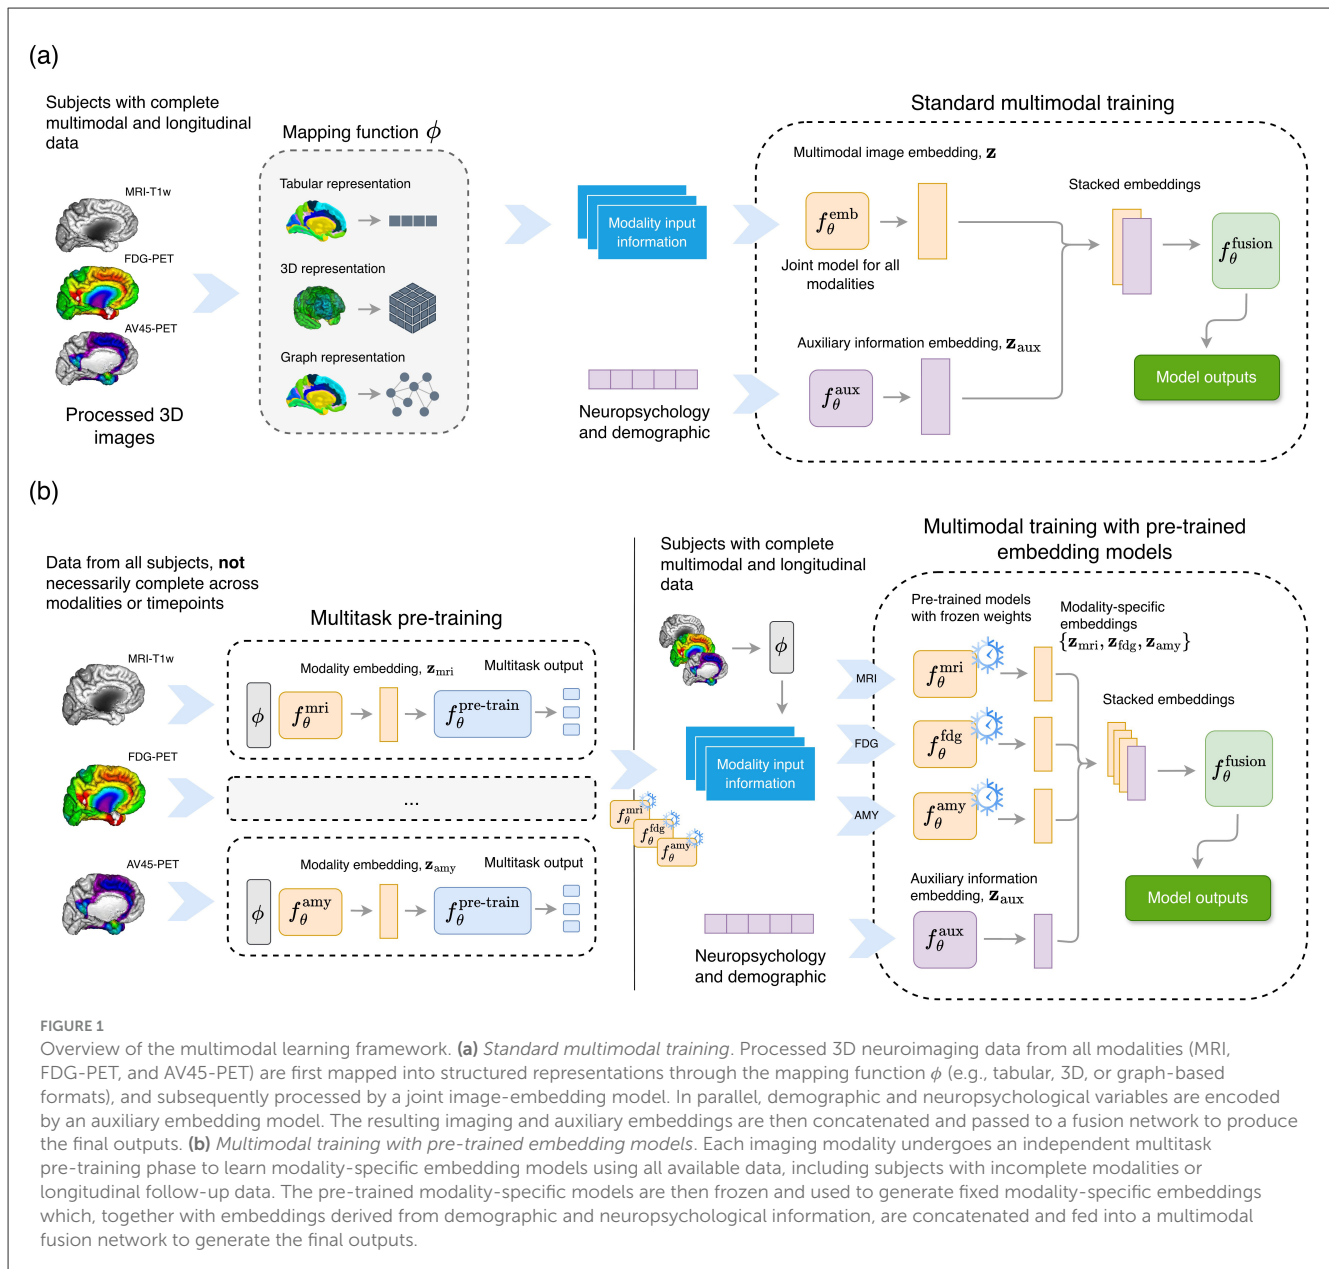 (a)
Subjects with complete
multimodal and longitudinal
data
MRI-T1w
FDG-PET
AV45-PET
Processed 3D
images
Mapping function ϕ
Tabular representation
3D representation
Graph representation
Modality input
information
Neuropsychology
and demographic
Standard multimodal training
Multimodal image embedding, z
f_θ^emb
Joint model for all
modalities
Auxiliary information embedding, z_aux
f_θ^aux
Stacked embeddings
f_θ^fusion
Model outputs
(b)
Data from all subjects, not
necessarily complete across
modalities or timepoints
MRI-T1w
FDG-PET
AV45-PET
Multitask pre-training
Modality embedding, z_mri
Multitask output
ϕ
f_θ^mri
f_θ^pre-train
...
Modality embedding, z_amy
Multitask output
ϕ
f_θ^amy
f_θ^pre-train
f_θ^mri
f_θ^fdg
f_θ^amy
Subjects with complete
multimodal and longitudinal
data
ϕ
Modality input
information
Neuropsychology
and demographic
MRI
FDG
AMY
Multimodal training with pre-trained
embedding models
Pre-trained models
with frozen weights
Modality-specific
embeddings
{z_mri, z_fdg, z_amy}
f_θ^mri
f_θ^fdg
f_θ^amy
Auxiliary information
embedding, z_aux
f_θ^aux
Stacked embeddings
f_θ^fusion
Model outputs
FIGURE 1
Overview of the multimodal learning framework. (a) Standard multimodal training. Processed 3D neuroimaging data from all modalities (MRI,
FDG-PET, and AV45-PET) are first mapped into structured representations through the mapping function ϕ (e.g., tabular, 3D, or graph-based
formats), and subsequently processed by a joint image-embedding model. In parallel, demographic and neuropsychological variables are encoded
by an auxiliary embedding model. The resulting imaging and auxiliary embeddings are then concatenated and passed to a fusion network to produce
the final outputs. (b) Multimodal training with pre-trained embedding models. Each imaging modality undergoes an independent multitask
pre-training phase to learn modality-specific embedding models using all available data, including subjects with incomplete modalities or
longitudinal follow-up data. The pre-trained modality-specific models are then frozen and used to generate fixed modality-specific embeddings
which, together with embeddings derived from demographic and neuropsychological information, are concatenated and fed into a multimodal
fusion network to generate the final outputs.